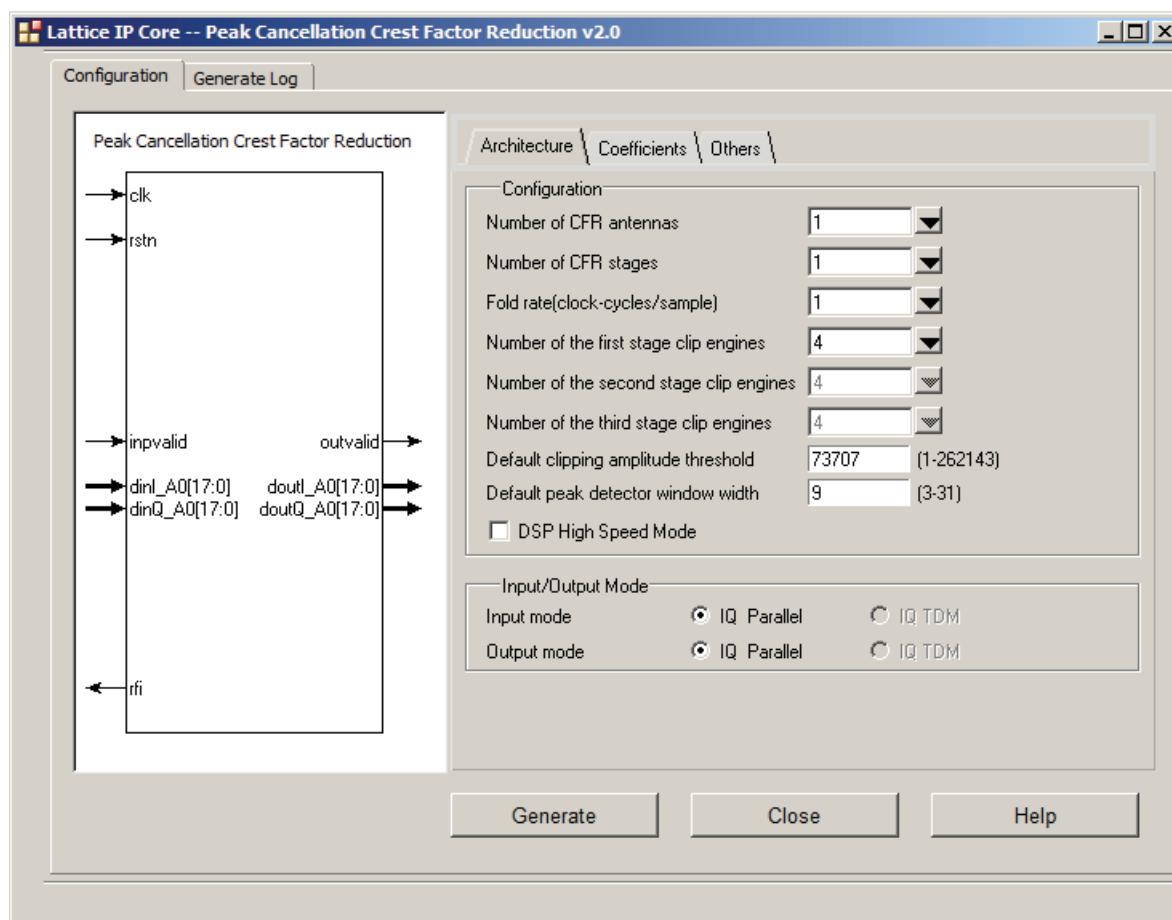 Lattice IP Core -- Peak Cancellation Crest Factor Reduction v2.0
Configuration Generate Log
Peak Cancellation Crest Factor Reduction
clk
rstn
inpvalid outvalid
dinI_A0[17:0] doutI_A0[17:0]
dinQ_A0[17:0] doutQ_A0[17:0]
rfi
Architecture Coefficients Others
Configuration
Number of CFR antennas 1
Number of CFR stages 1
Fold rate(clock-cycles/sample) 1
Number of the first stage clip engines 4
Number of the second stage clip engines 4
Number of the third stage clip engines 4
Default clipping amplitude threshold 73707 (1-262143)
Default peak detector window width 9 (3-31)
DSP High Speed Mode
Input/Output Mode
Input mode IQ Parallel IQ TDM
Output mode IQ Parallel IQ TDM
Generate Close Help